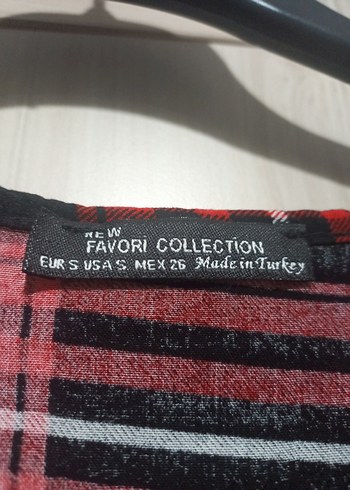 NEW
FAVORİ COLLECTION
EUR S USA S MEX 26 Made in Turkey